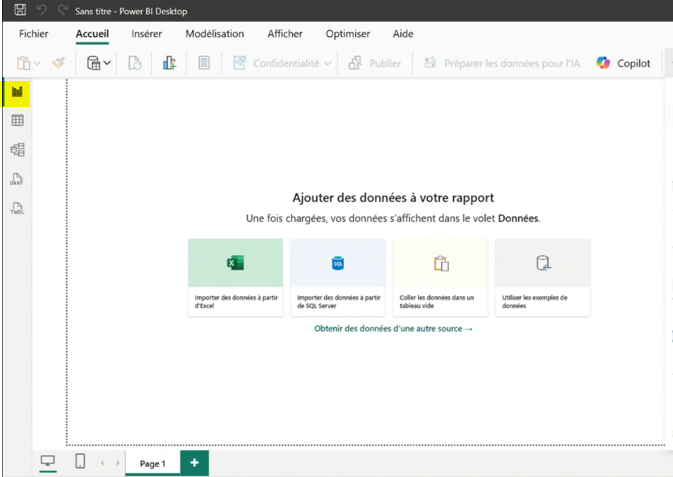 Sans titre - Power BI Desktop
Fichier Accueil Insérer Modélisation Afficher Optimiser Aide
Confidentialité Publier Préparer les données pour l'IA Copilot
DAX
TMDL
Ajouter des données à votre rapport
Une fois chargées, vos données s'affichent dans le volet Données.
SQL
Importer des données à partir d'Excel
Importer des données à partir de SQL Server
Coller les données dans un tableau vide
Utiliser les exemples de données
Obtenir des données d'une autre source →
Page 1